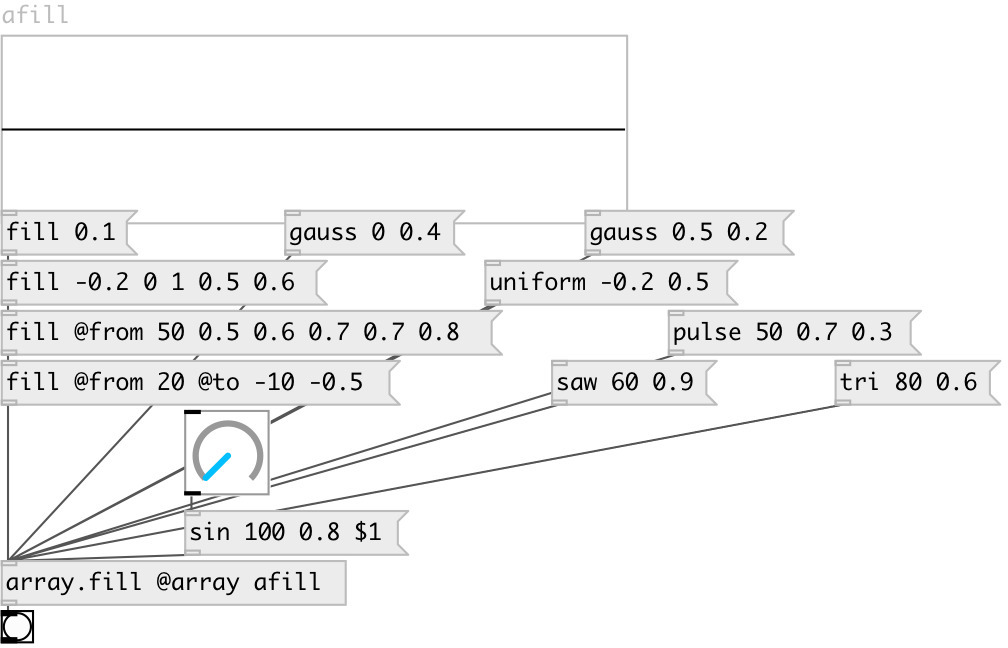 afill
fill 0.1
gauss 0 0.4
gauss 0.5 0.2
fill -0.2 0 1 0.5 0.6
uniform -0.2 0.5
fill @from 50 0.5 0.6 0.7 0.7 0.8
pulse 50 0.7 0.3
fill @from 20 @to -10 -0.5
saw 60 0.9
tri 80 0.6
sin 100 0.8 $1
array.fill @array afill